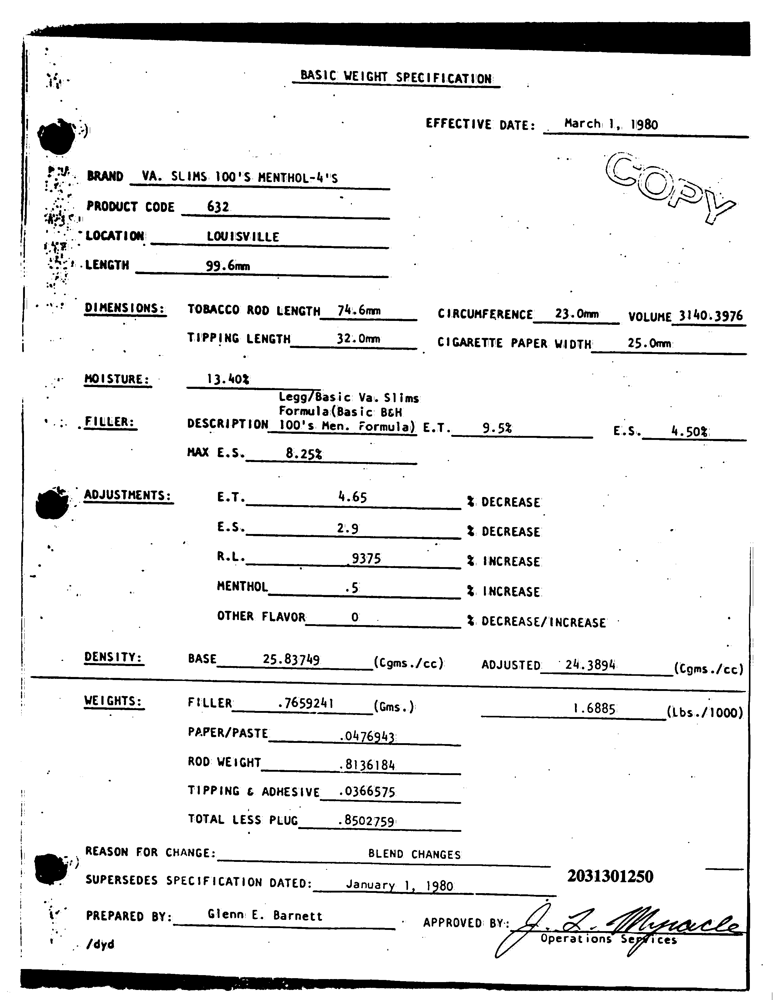 BASIC WEIGHT SPECIFICATION
EFFECTIVE DATE: March 1, 1980
COPY
BRAND VA. SLIMS 100'S MENTHOL-4'S
PRODUCT CODE 632
LOCATION LOUISVILLE
LENGTH 99.6mm
DIMENSIONS: TOBACCO ROD LENGTH 74.6mm CIRCUMFERENCE 23.0mm VOLUME 3140.3976
TIPPING LENGTH 32.0mm CIGARETTE PAPER WIDTH 25.0mm
MOISTURE: 13.40%
Legg/Basic Va. Slims
Formula(Basic B&H
FILLER: DESCRIPTION 100's Men. Formula) E.T. 9.5% E.S. 4.50%
MAX E.S. 8.25%
ADJUSTMENTS: E.T. 4.65 % DECREASE
E.S. 2.9 % DECREASE
R.L. .9375 % INCREASE
MENTHOL .5 % INCREASE
OTHER FLAVOR 0 % DECREASE/INCREASE
DENSITY: BASE 25.83749 (Cgms./cc) ADJUSTED 24.3894 (Cgms./cc)
WEIGHTS: FILLER .7659241 (Gms.) 1.6885 (Lbs./1000)
PAPER/PASTE .0476943
ROD WEIGHT .8136184
TIPPING & ADHESIVE .0366575
TOTAL LESS PLUG .8502759
REASON FOR CHANGE: BLEND CHANGES
SUPERSEDES SPECIFICATION DATED: January 1, 1980
2031301250
PREPARED BY: Glenn E. Barnett APPROVED BY: J. L. Myracle
Operations Services
/dyd